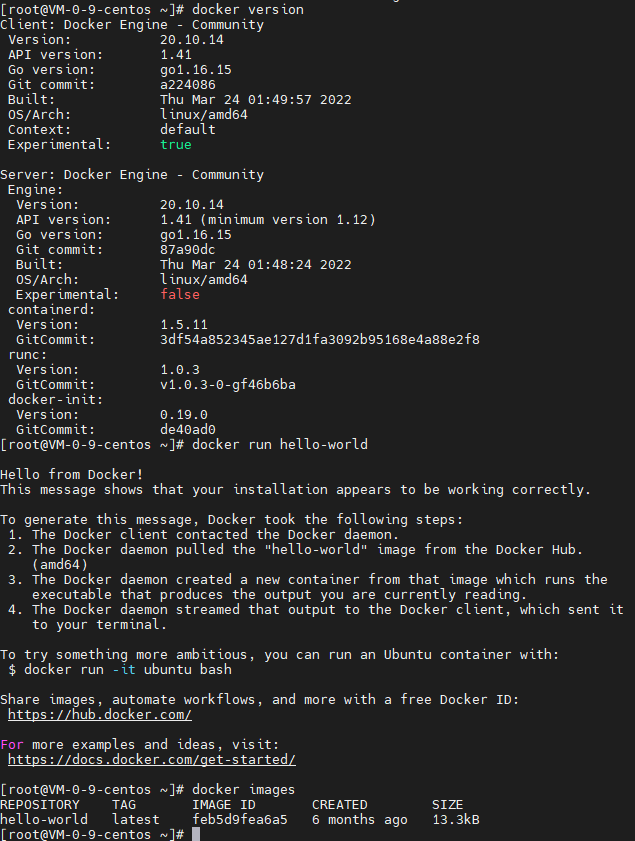 [root@VM-0-9-centos ~]# docker version
Client: Docker Engine - Community
 Version:           20.10.14
 API version:       1.41
 Go version:        go1.16.15
 Git commit:        a224086
 Built:             Thu Mar 24 01:49:57 2022
 OS/Arch:           linux/amd64
 Context:           default
 Experimental:      true

Server: Docker Engine - Community
 Engine:
  Version:          20.10.14
  API version:      1.41 (minimum version 1.12)
  Go version:       go1.16.15
  Git commit:       87a90dc
  Built:            Thu Mar 24 01:48:24 2022
  OS/Arch:          linux/amd64
  Experimental:     false
 containerd:
  Version:          1.5.11
  GitCommit:        3df54a852345ae127d1fa3092b95168e4a88e2f8
 runc:
  Version:          1.0.3
  GitCommit:        v1.0.3-0-gf46b6ba
 docker-init:
  Version:          0.19.0
  GitCommit:        de40ad0
[root@VM-0-9-centos ~]# docker run hello-world

Hello from Docker!
This message shows that your installation appears to be working correctly.

To generate this message, Docker took the following steps:
 1. The Docker client contacted the Docker daemon.
 2. The Docker daemon pulled the "hello-world" image from the Docker Hub.
    (amd64)
 3. The Docker daemon created a new container from that image which runs the
    executable that produces the output you are currently reading.
 4. The Docker daemon streamed that output to the Docker client, which sent it
    to your terminal.

To try something more ambitious, you can run an Ubuntu container with:
 $ docker run -it ubuntu bash

Share images, automate workflows, and more with a free Docker ID:
 https://hub.docker.com/

For more examples and ideas, visit:
 https://docs.docker.com/get-started/

[root@VM-0-9-centos ~]# docker images
REPOSITORY    TAG       IMAGE ID       CREATED        SIZE
hello-world   latest    feb5d9fea6a5   6 months ago   13.3kB
[root@VM-0-9-centos ~]#